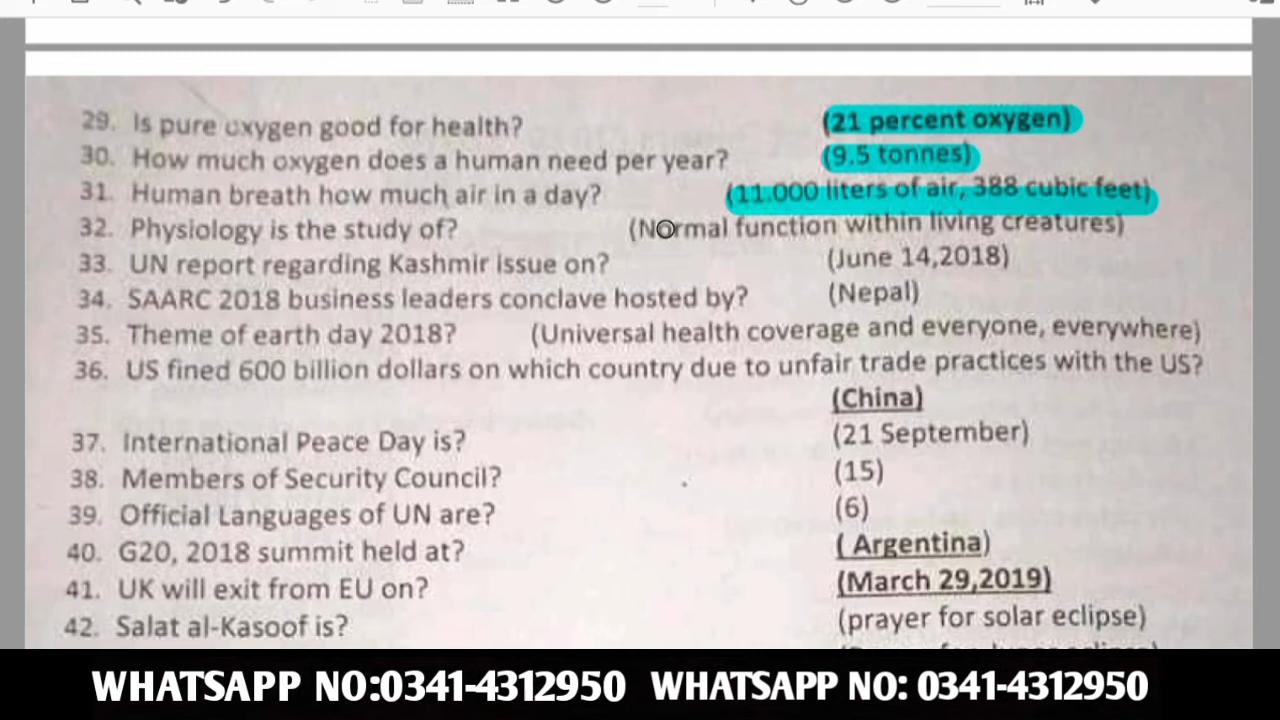 29. Is pure oxygen good for health? (21 percent oxygen)
30. How much oxygen does a human need per year? (9.5 tonnes)
31. Human breath how much air in a day? (11.000 liters of air, 388 cubic feet)
32. Physiology is the study of? (Normal function within living creatures)
33. UN report regarding Kashmir issue on? (June 14,2018)
34. SAARC 2018 business leaders conclave hosted by? (Nepal)
35. Theme of earth day 2018? (Universal health coverage and everyone, everywhere)
36. US fined 600 billion dollars on which country due to unfair trade practices with the US?
(China)
37. International Peace Day is? (21 September)
38. Members of Security Council? (15)
39. Official Languages of UN are? (6)
40. G20, 2018 summit held at? ( Argentina)
41. UK will exit from EU on? (March 29,2019)
42. Salat al-Kasoof is? (prayer for solar eclipse)
WHATSAPP NO:0341-4312950 WHATSAPP NO: 0341-4312950